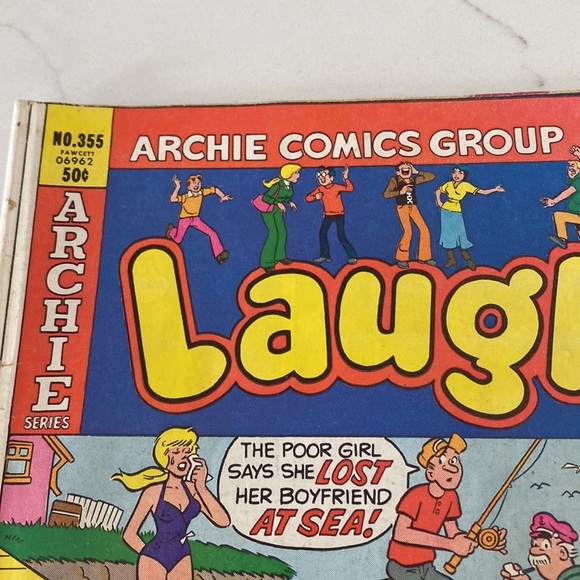 NO.355
FAWCETT
06962
50¢
ARCHIE COMICS GROUP
ARCHIE
SERIES
Laugh
THE POOR GIRL
SAYS SHE LOST
HER BOYFRIEND
AT SEA!